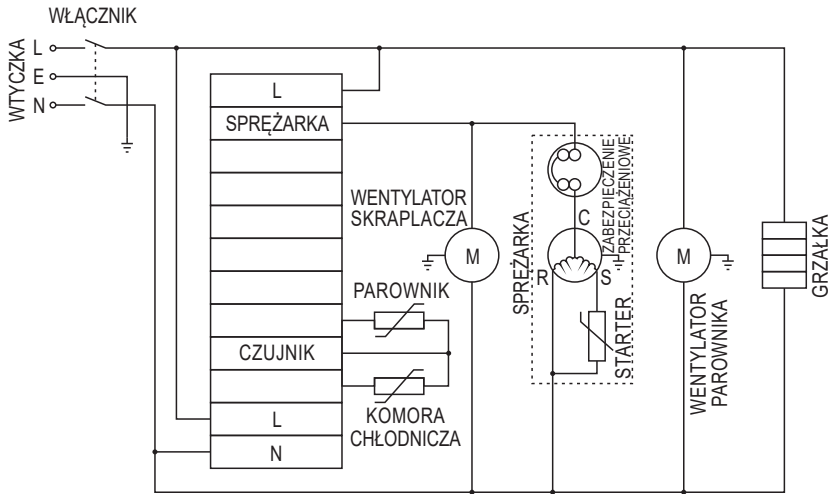 WŁĄCZNIK
WTYCZKA
L
E
N
L
SPRĘŻARKA
CZUJNIK
L
N
WENTYLATOR
SKRAPLACZA
M
PAROWNIK
KOMORA
CHŁODNICZA
SPRĘŻARKA
ZABEZPIECZENIE
PRZECIĄŻENIOWE
C
R
S
STARTER
M
WENTYLATOR
PAROWNIKA
GRZAŁKA